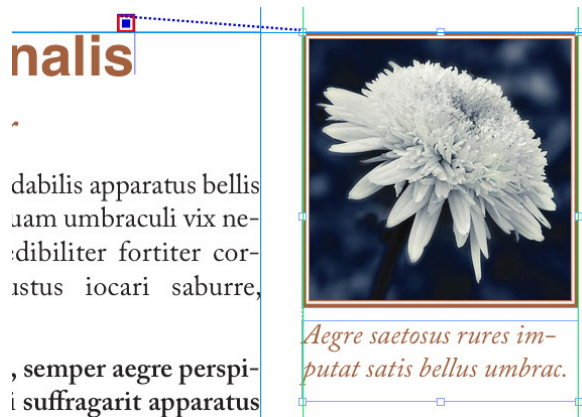 nalis
r
dabilis apparatus bellis
uam umbraculi vix ne-
dibiliter fortiter cor-
ustus iocari saburre,
, semper aegre perspi-
i suffragarit apparatus
Aegre saetosus rures im-
putat satis bellus umbrac.